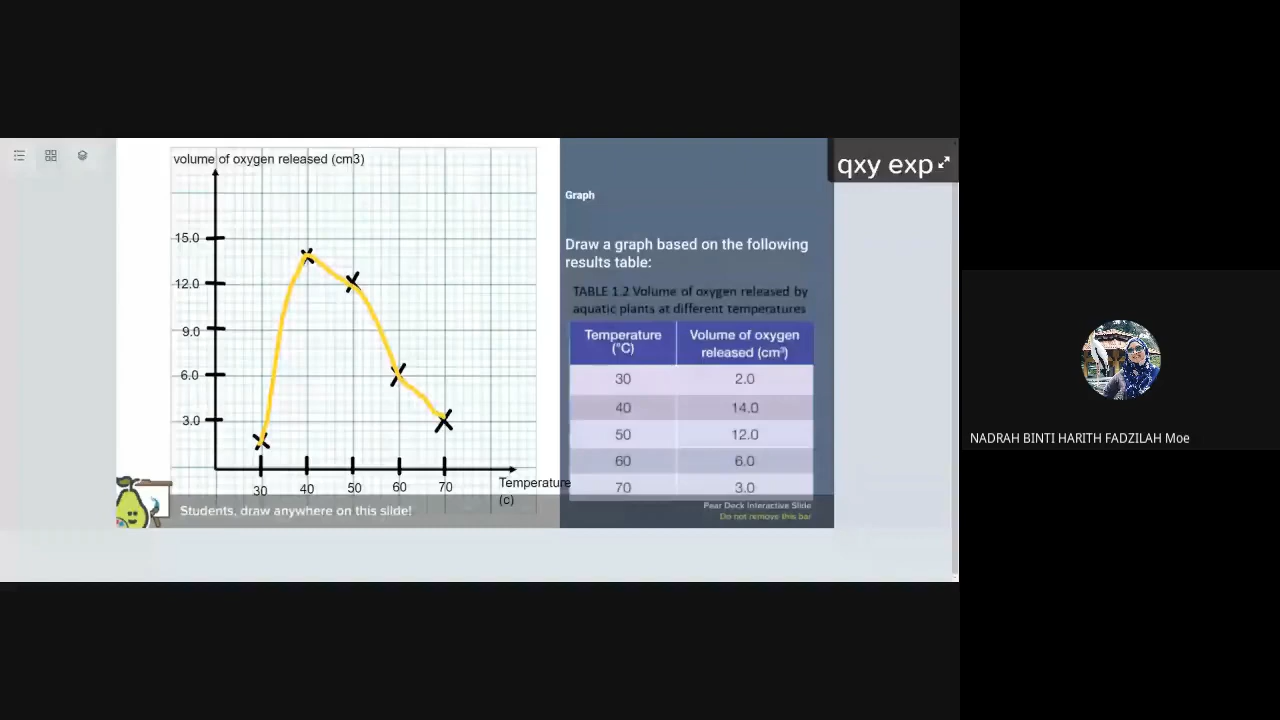 volume of oxygen released (cm3)
15.0
12.0
9.0
6.0
3.0
30 40 50 60 70
Temperature
(c)
Students, draw anywhere on this slide!
qxy exp
Graph
Draw a graph based on the following
results table:
TABLE 1.2 Volume of oxygen released by
aquatic plants at different temperatures
Temperature (°C) Volume of oxygen released (cm³)
30 2.0
40 14.0
50 12.0
60 6.0
70 3.0
Pear Deck Interactive Slide
Do not remove this bar
NADRAH BINTI HARITH FADZILAH Moe